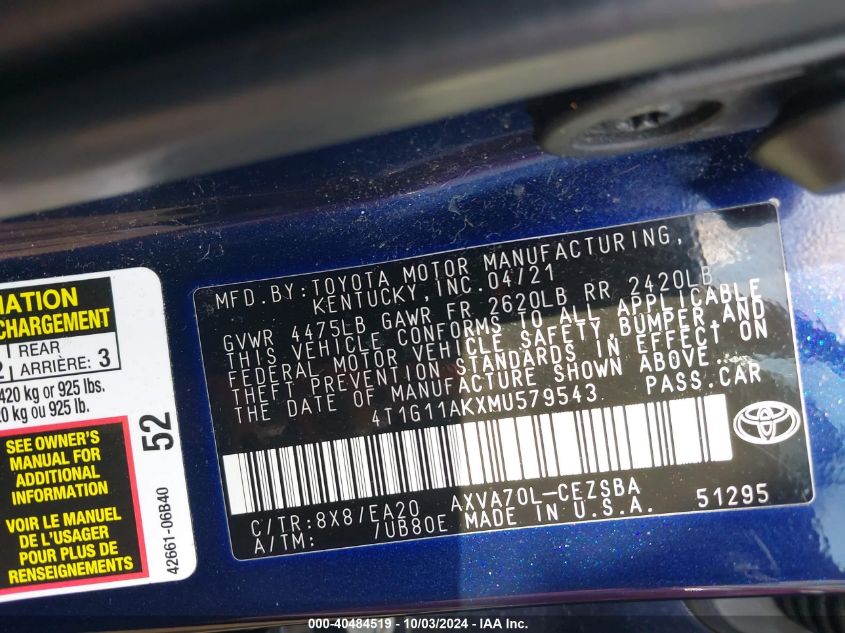 MFD.BY:TOYOTA MOTOR MANUFACTURING,
KENTUCKY,INC.04/21
GVWR 4475LB GAWR FR 2620LB RR 2420LB
THIS VEHICLE CONFORMS TO ALL APPLICABLE
FEDERAL MOTOR VEHICLE SAFETY, BUMPER,AND
THEFT PREVENTION STANDARDS IN EFFECT ON
THE DATE OF MANUFACTURE SHOWN ABOVE.
4T1G11AKXMU579543 PASS.CAR
C/TR:8X8/EA20 AXVA70L-CEZSBA
A/TM: /UB80E MADE IN U.S.A. 51295
CHARGEMENT
REAR
ARRIÈRE: 3
420 kg or 925 lbs.
kg ou 925 lb.
SEE OWNER'S
MANUAL FOR
ADDITIONAL
INFORMATION
VOIR LE MANUEL
DE L'USAGER
POUR PLUS DE
RENSEIGNEMENTS
52
42661-06B40
000-40484519 - 10/03/2024 - IAA Inc.